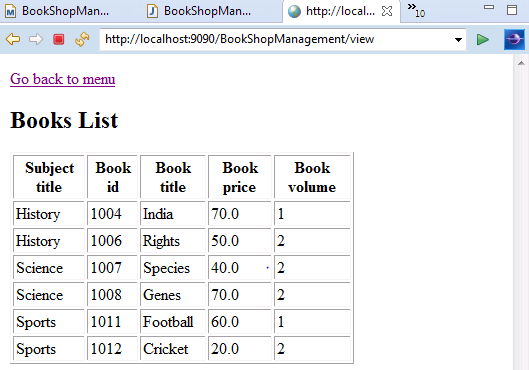 BookShopMan... BookShopMan... http://local...
10
http://localhost:9090/BookShopManagement/view
Go back to menu
Books List
Subject title Book id Book title Book price Book volume
History 1004 India 70.0 1
History 1006 Rights 50.0 2
Science 1007 Species 40.0 2
Science 1008 Genes 70.0 2
Sports 1011 Football 60.0 1
Sports 1012 Cricket 20.0 2